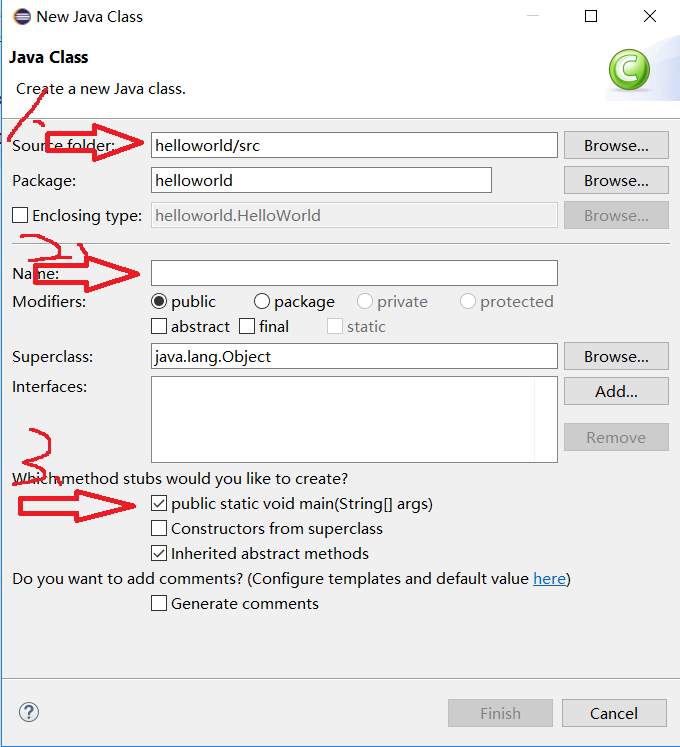 New Java Class
Java Class
Create a new Java class.
1.
Source folder: helloworld/src Browse...
Package: helloworld Browse...
Enclosing type: helloworld.HelloWorld Browse...
2.
Name:
Modifiers: public package private protected
abstract final static
Superclass: java.lang.Object Browse...
Interfaces: Add...
Remove
3.
Which method stubs would you like to create?
public static void main(String[] args)
Constructors from superclass
Inherited abstract methods
Do you want to add comments? (Configure templates and default value here)
Generate comments
? Finish Cancel